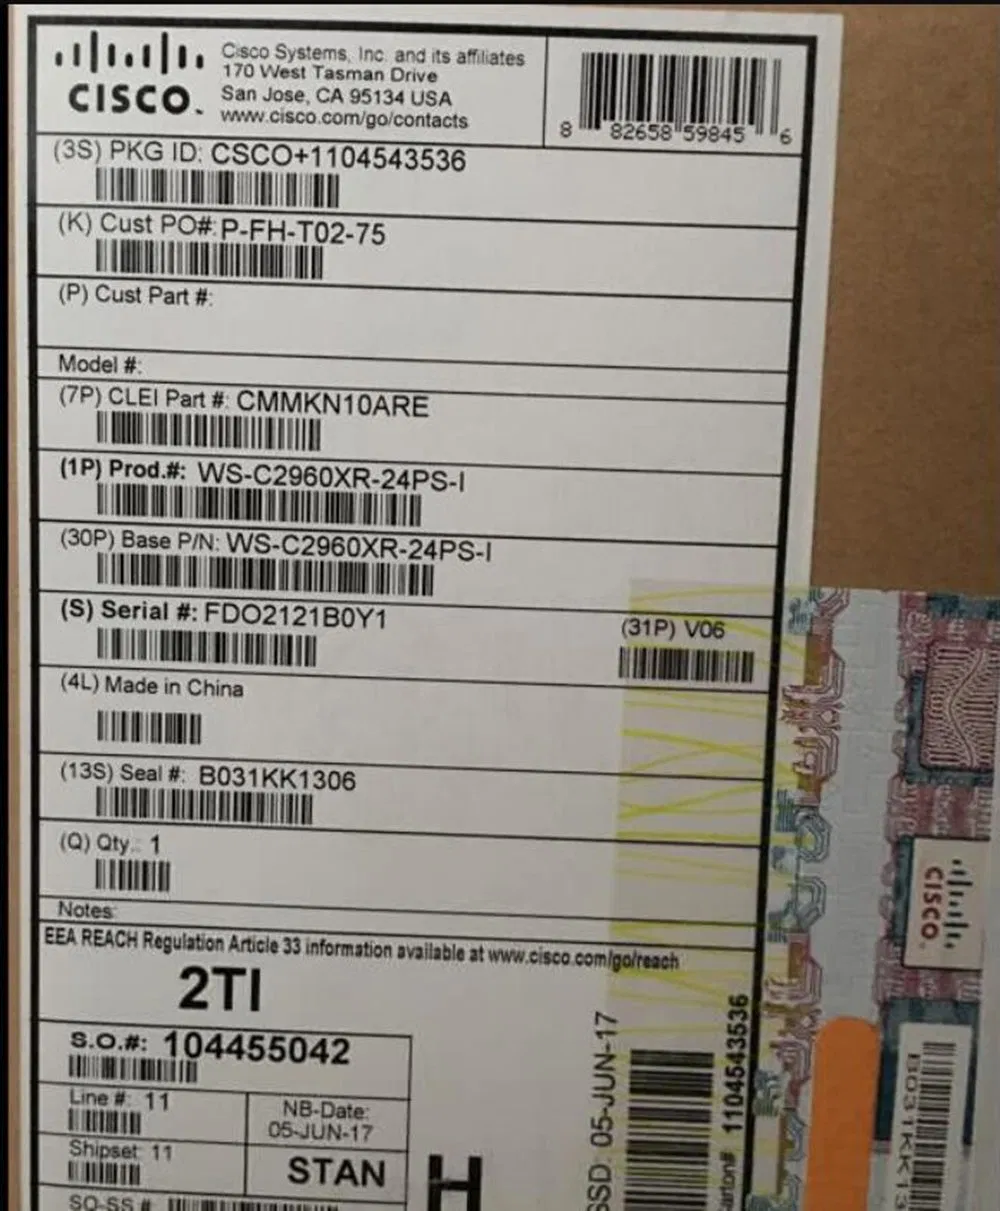 CISCO
Cisco Systems, Inc. and its affiliates
170 West Tasman Drive
San Jose, CA 95134 USA
www.cisco.com/go/contacts
8 82658 59845 6
(3S) PKG ID: CSCO+1104543536
(K) Cust PO#: P-FH-T02-75
(P) Cust Part #:
Model #:
(7P) CLEI Part #: CMMKN10ARE
(1P) Prod.#: WS-C2960XR-24PS-I
(30P) Base P/N: WS-C2960XR-24PS-I
(S) Serial #: FDO2121B0Y1
(31P) V06
(4L) Made in China
(13S) Seal #: B031KK1306
(Q) Qty.: 1
Notes:
EEA REACH Regulation Article 33 information available at www.cisco.com/go/reach
2TI
S.O.#: 104455042
Line #: 11
NB-Date:
05-JUN-17
Shipset: 11
STAN
SO-SS #
H
SSD: 05-JUN-17
Carton# 1104543536
CISCO
B031KK13